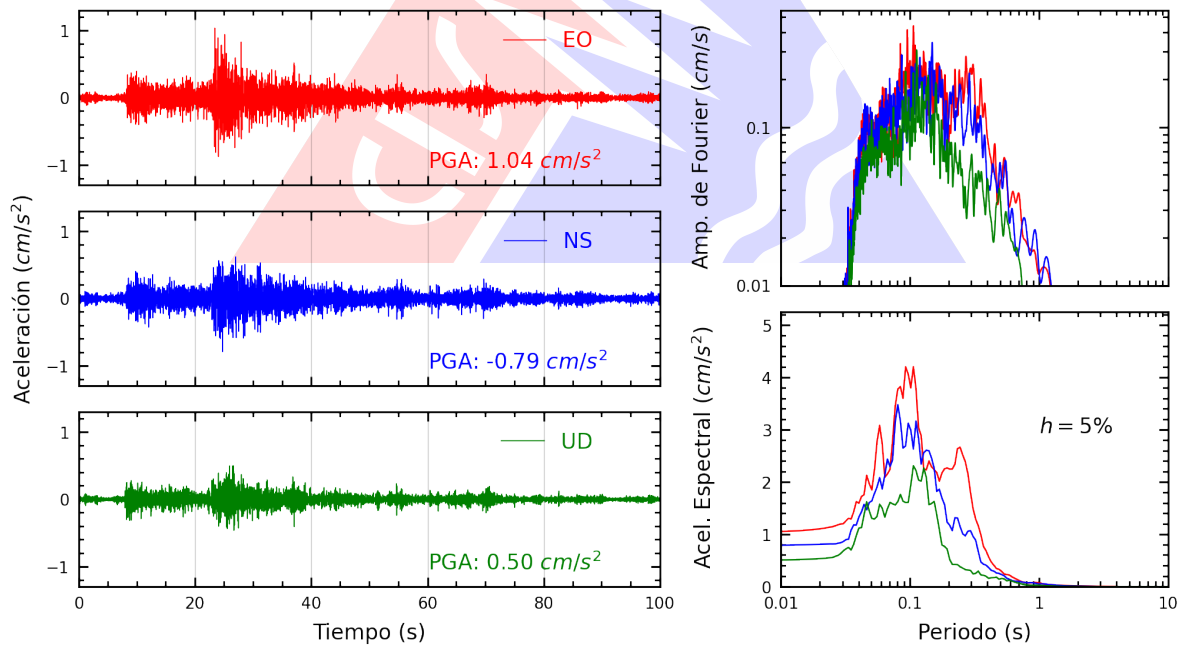 Aceleración (cm/s²)
1
0
−1
EO
PGA: 1.04 cm/s²
1
0
−1
NS
PGA: -0.79 cm/s²
1
0
−1
UD
PGA: 0.50 cm/s²
0 20 40 60 80 100
Tiempo (s)
Amp. de Fourier (cm/s)
0.1
0.01
Acel. Espectral (cm/s²)
5
4
3
2
1
0
h = 5%
0.01 0.1 1 10
Periodo (s)